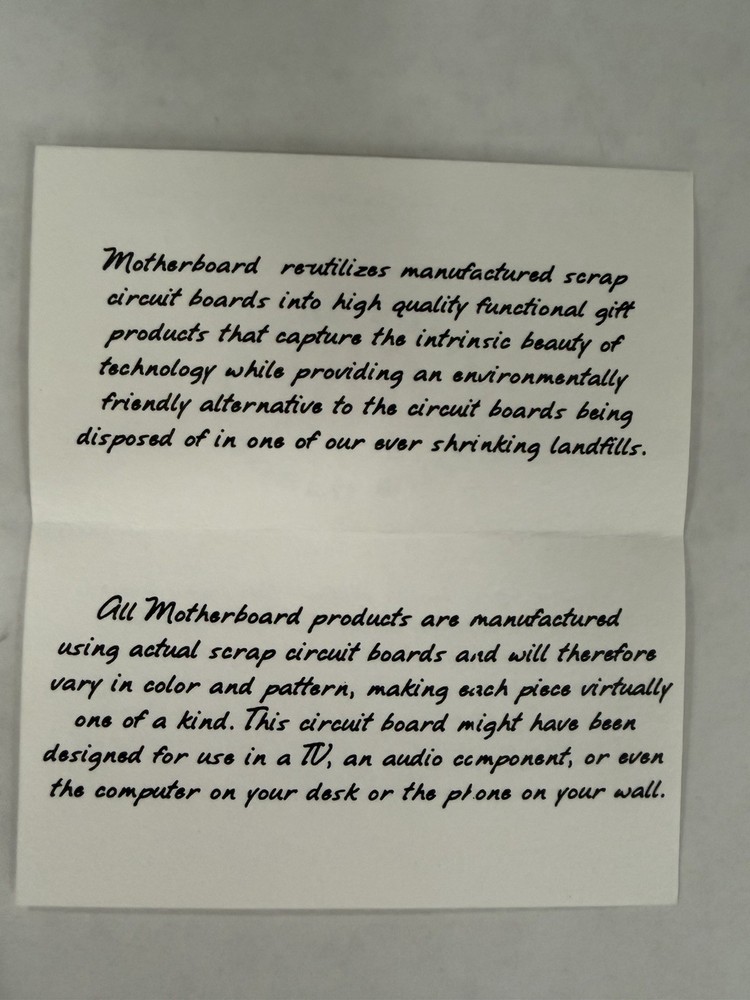 Motherboard reutilizes manufactured scrap
circuit boards into high quality functional gift
products that capture the intrinsic beauty of
technology while providing an environmentally
friendly alternative to the circuit boards being
disposed of in one of our ever shrinking landfills.
All Motherboard products are manufactured
using actual scrap circuit boards and will therefore
vary in color and pattern, making each piece virtually
one of a kind. This circuit board might have been
designed for use in a TV, an audio component, or even
the computer on your desk or the phone on your wall.